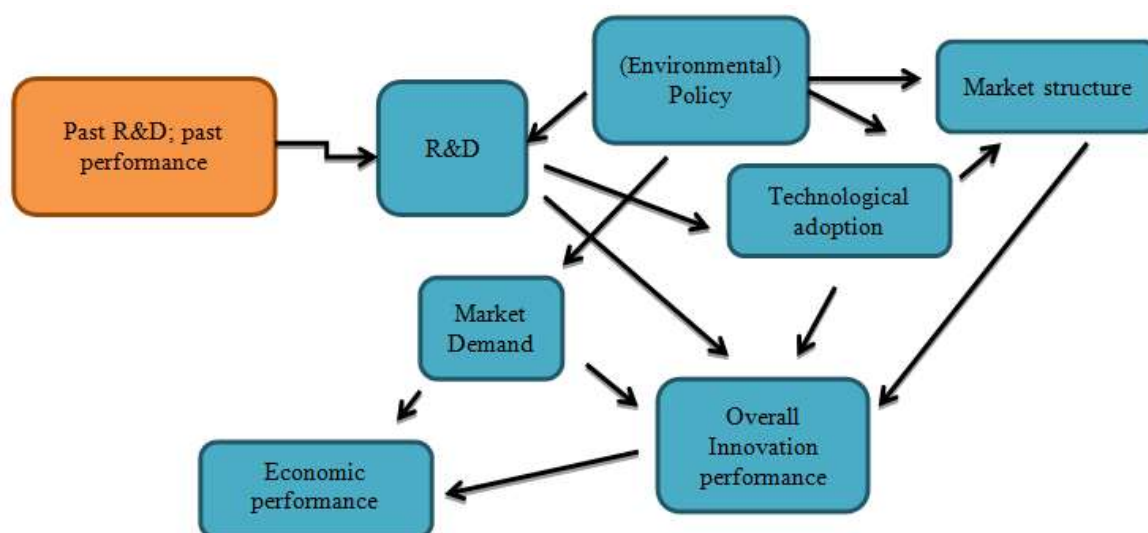 (Environmental)
Policy
Market structure
Past R&D; past
performance
R&D
Technological
adoption
Market
Demand
Overall
Innovation
performance
Economic
performance